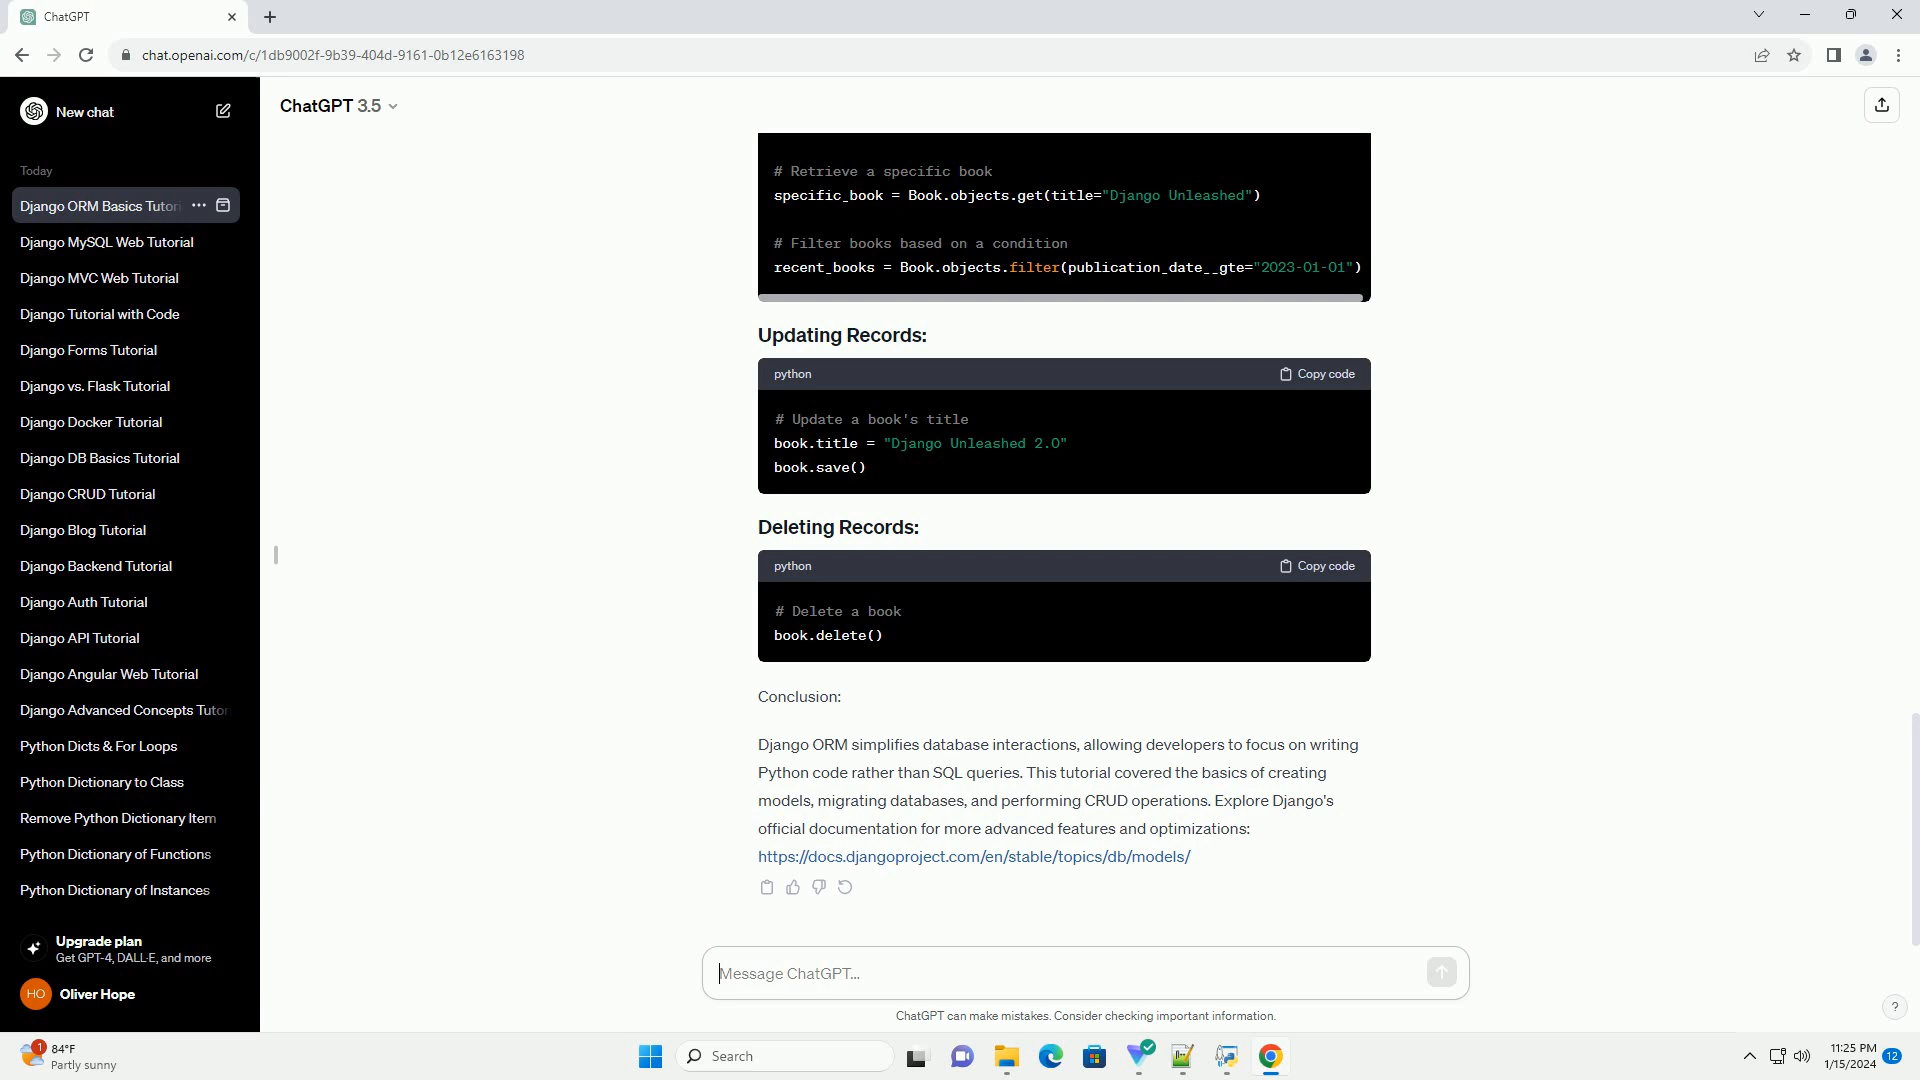 ChatGPT
chat.openai.com/c/1db9002f-9b39-404d-9161-0b12e6163198
New chat
Today
Django ORM Basics Tutori
Django MySQL Web Tutorial
Django MVC Web Tutorial
Django Tutorial with Code
Django Forms Tutorial
Django vs. Flask Tutorial
Django Docker Tutorial
Django DB Basics Tutorial
Django CRUD Tutorial
Django Blog Tutorial
Django Backend Tutorial
Django Auth Tutorial
Django API Tutorial
Django Angular Web Tutorial
Django Advanced Concepts Tutor
Python Dicts & For Loops
Python Dictionary to Class
Remove Python Dictionary Item
Python Dictionary of Functions
Python Dictionary of Instances
Upgrade plan
Get GPT-4, DALL·E, and more
HO Oliver Hope
ChatGPT 3.5
# Retrieve a specific book
specific_book = Book.objects.get(title="Django Unleashed")
# Filter books based on a condition
recent_books = Book.objects.filter(publication_date__gte="2023-01-01")
Updating Records:
python Copy code
# Update a book's title
book.title = "Django Unleashed 2.0"
book.save()
Deleting Records:
python Copy code
# Delete a book
book.delete()
Conclusion:
Django ORM simplifies database interactions, allowing developers to focus on writing
Python code rather than SQL queries. This tutorial covered the basics of creating
models, migrating databases, and performing CRUD operations. Explore Django's
official documentation for more advanced features and optimizations:
https://docs.djangoproject.com/en/stable/topics/db/models/
Message ChatGPT...
ChatGPT can make mistakes. Consider checking important information.
?
1
84°F
Partly sunny
Search
11:25 PM
1/15/2024
12